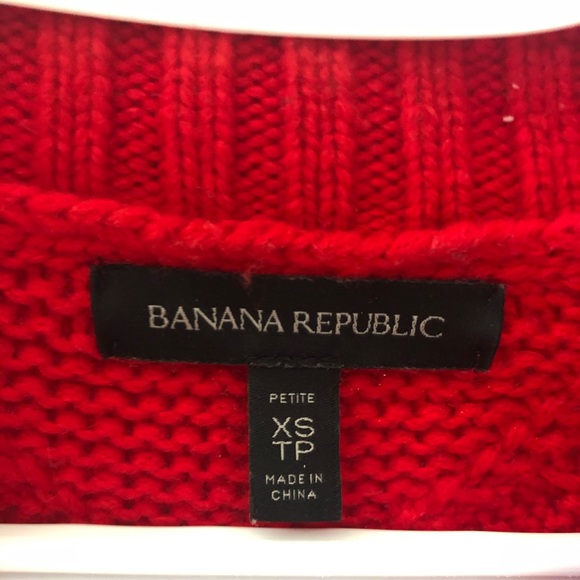 BANANA REPUBLIC
PETITE
XS
TP
MADE IN
CHINA